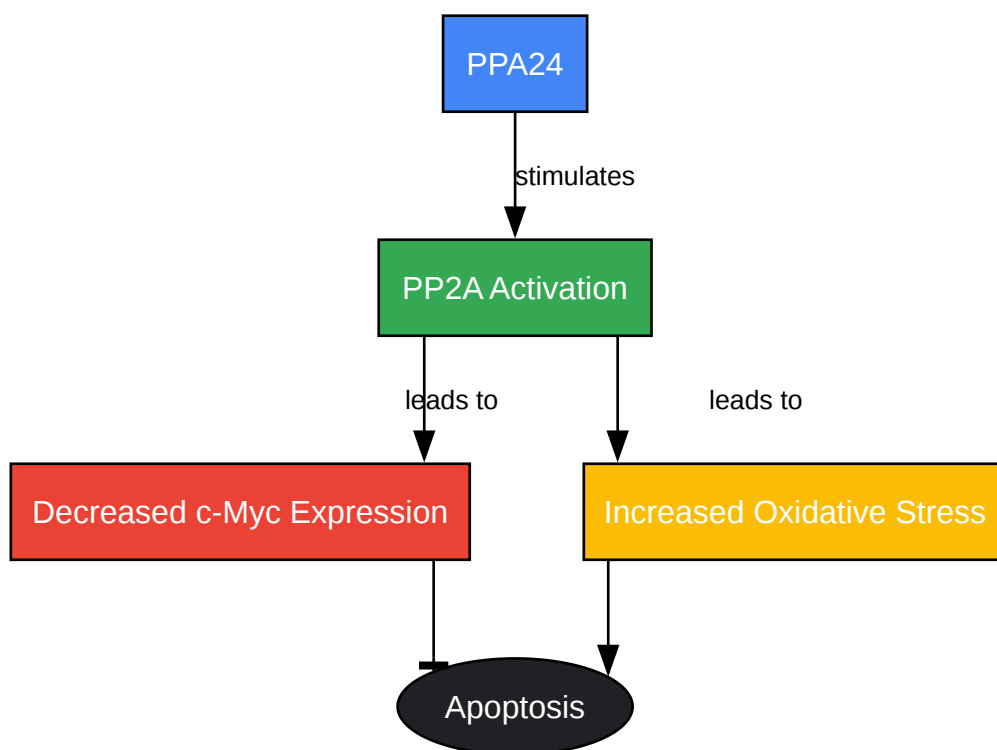 PPA24
stimulates
PP2A Activation
leads to
leads to
Decreased c-Myc Expression
Increased Oxidative Stress
Apoptosis